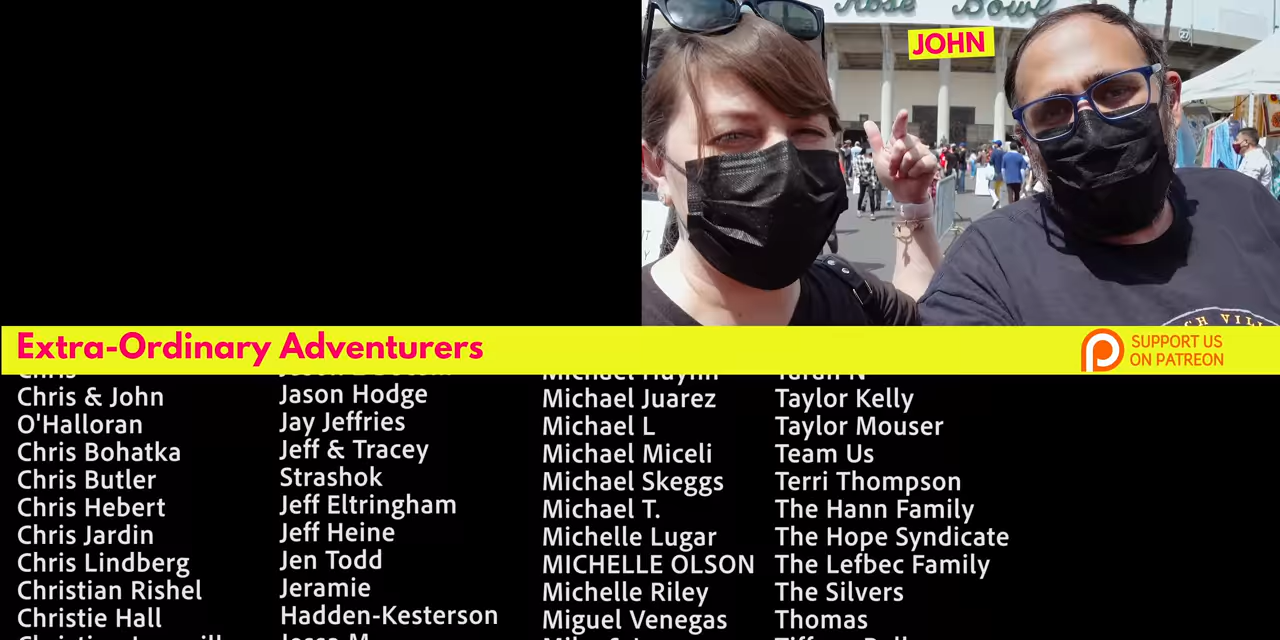 Rose Bowl
JOHN
27
Extra-Ordinary Adventurers
SUPPORT US
ON PATREON
Chris
Chris & John
O'Halloran
Chris Bohatka
Chris Butler
Chris Hebert
Chris Jardin
Chris Lindberg
Christian Rishel
Christie Hall
Jason Hodge
Jay Jeffries
Jeff & Tracey
Strashok
Jeff Eltringham
Jeff Heine
Jen Todd
Jeramie
Hadden-Kesterson
Michael Huynh
Michael Juarez
Michael L
Michael Miceli
Michael Skeggs
Michael T.
Michelle Lugar
MICHELLE OLSON
Michelle Riley
Miguel Venegas
Taylor Kelly
Taylor Mouser
Team Us
Terri Thompson
The Hann Family
The Hope Syndicate
The Lefbec Family
The Silvers
Thomas